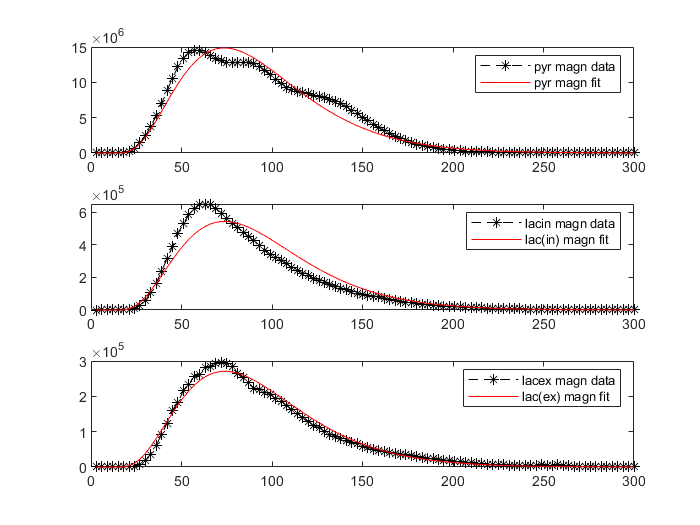 ×10^6
15
10
5
0
0 50 100 150 200 250 300
pyr magn data
pyr magn fit
×10^5
6
4
2
0
0 50 100 150 200 250 300
lacin magn data
lac(in) magn fit
×10^5
3
2
1
0
0 50 100 150 200 250 300
lacex magn data
lac(ex) magn fit